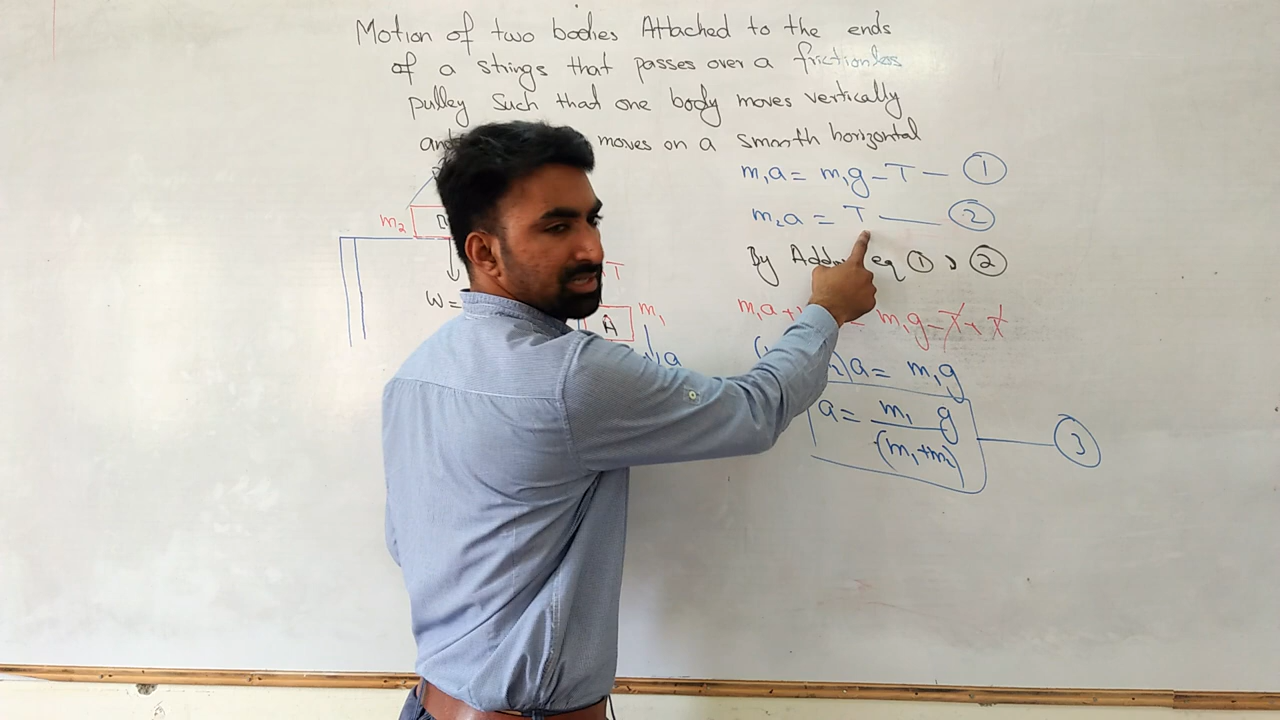 Motion of two bodies Attached to the ends
of a strings that passes over a frictionless
pulley such that one body moves vertically
and moves on a smooth horizontal
m₁a = m₁g - T — ①
m₂a = T — ②
By eq ① , ②
m₁a + = m₁g - T + T
)a = m₁g
a = m₁ g
(m₁+m₂)
③
m₂
W =
T
A m₁
a